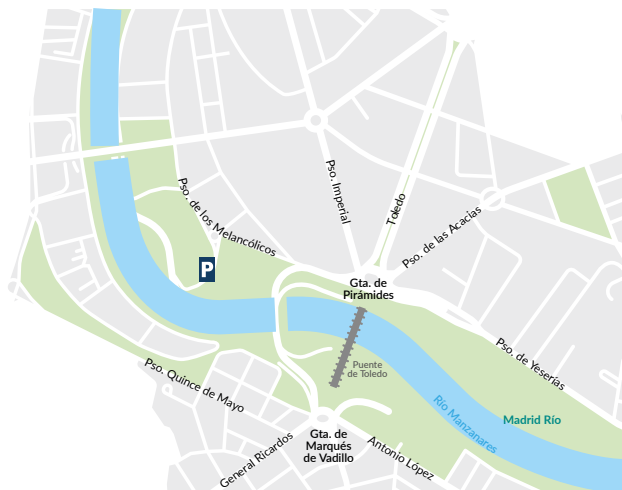 Pso. Imperial
Toledo
Pso. de los Melancólicos
Pso. de las Acacias
P
Gta. de
Pirámides
Pso. de Yeserías
Puente
de Toledo
Pso. Quince de Mayo
Río Manzanares
Madrid Río
Gta. de
Marqués
de Vadillo
General Ricardos
Antonio López